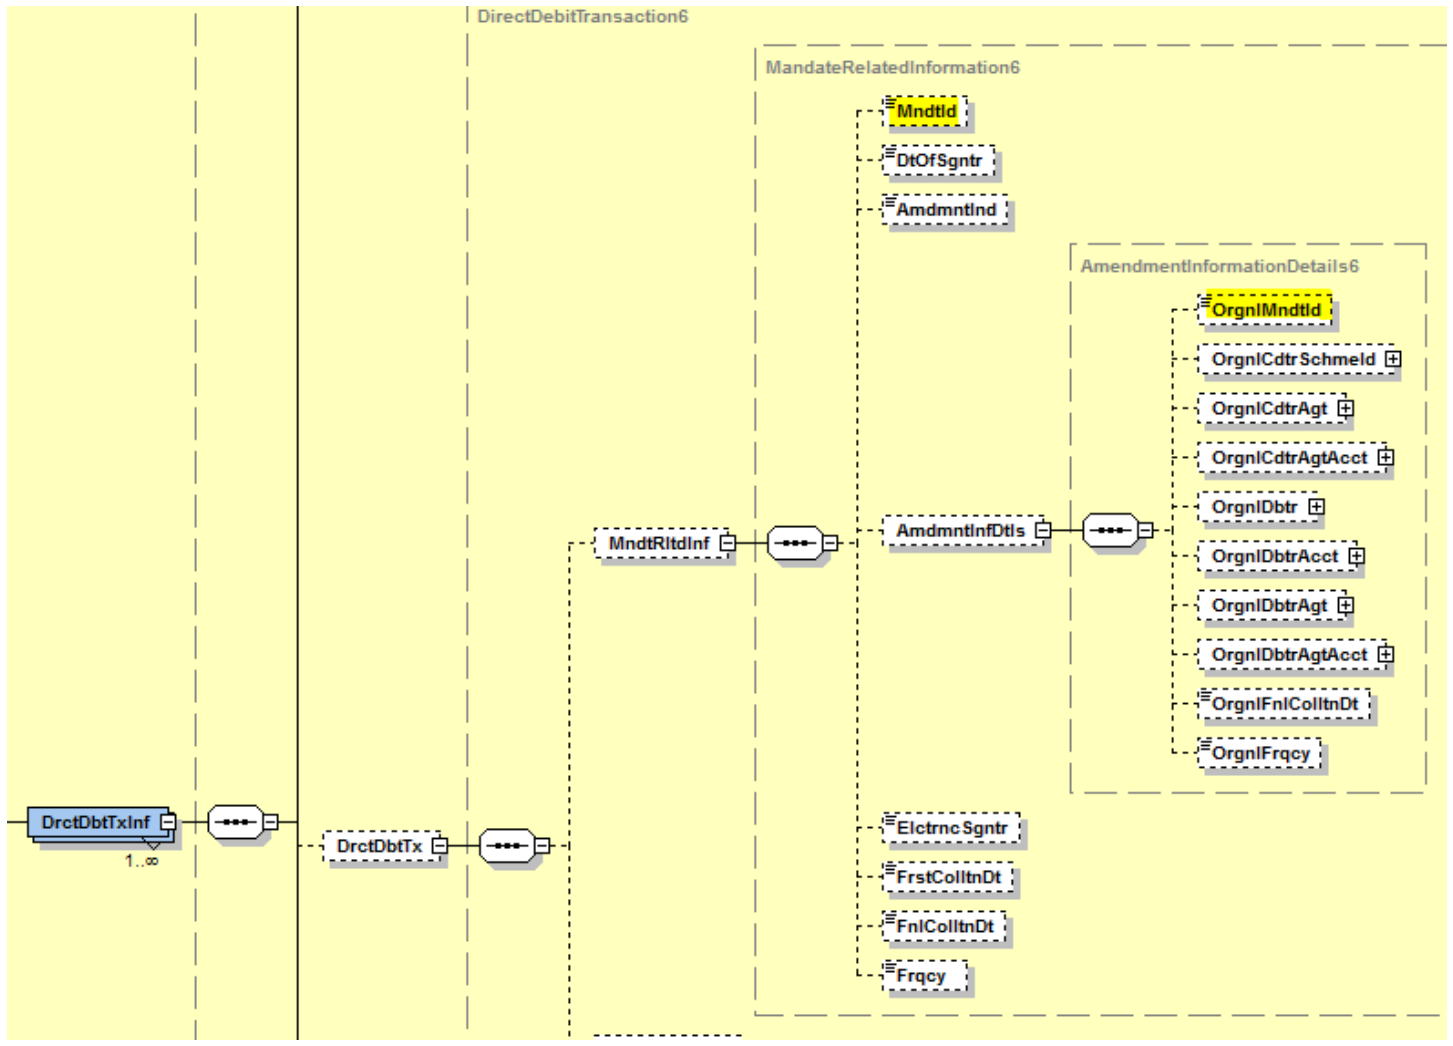 DirectDebitTransaction6
MandateRelatedInformation6
MndtId
DtOfSgntr
AmdmntInd
AmendmentInformationDetails6
OrgnlMndtId
OrgnlCdtrSchmeId
OrgnlCdtrAgt
OrgnlCdtrAgtAcct
OrgnlDbtr
MndtRltdInf
AmdmntInfDtls
OrgnlDbtrAcct
OrgnlDbtrAgt
OrgnlDbtrAgtAcct
OrgnlFnlColltnDt
OrgnlFrqcy
DrctDbtTxInf
1..∞
DrctDbtTx
ElctrncSgntr
FrstColltnDt
FnlColltnDt
Frqcy